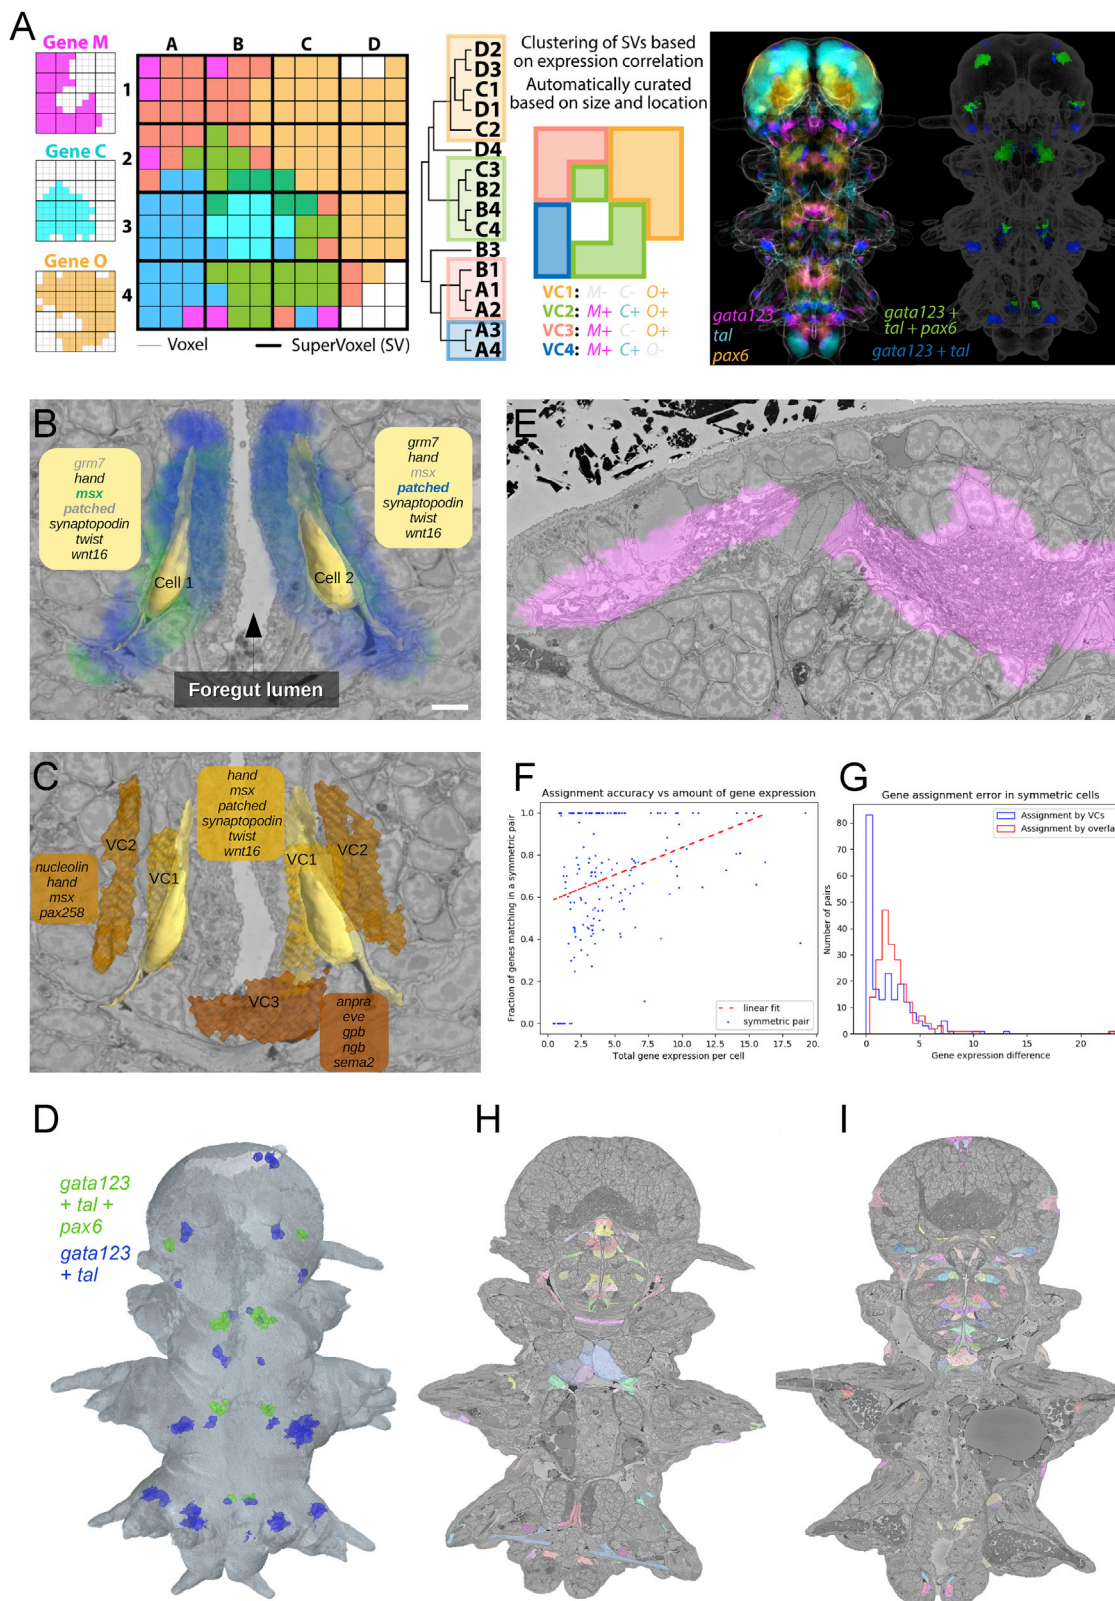 A
Gene M
Gene C
Gene O
A B C D
1
2
3
4
Voxel
SuperVoxel (SV)
D2
D3
C1
D1
C2
D4
C3
B2
B4
C4
B3
B1
A1
A2
A3
A4
Clustering of SVs based
on expression correlation
Automatically curated
based on size and location
VC1: M- C- O+
VC2: M+ C+ O+
VC3: M+ C- O+
VC4: M+ C+ O-
gata123
tal
pax6
gata123 +
tal + pax6
gata123 + tal
B
grm7
hand
msx
patched
synaptopodin
twist
wnt16
Cell 1
grm7
hand
msx
patched
synaptopodin
twist
wnt16
Cell 2
Foregut lumen
E
C
hand
msx
patched
synaptopodin
twist
wnt16
VC2
VC1
VC1
VC2
nucleolin
hand
msx
pax258
VC3
anpra
eve
gpb
ngb
sema2
F
Assignment accuracy vs amount of gene expression
Fraction of genes matching in a symmetric pair
1.0
0.8
0.6
0.4
0.2
0.0
0.0 2.5 5.0 7.5 10.0 12.5 15.0 17.5 20.
Total gene expression per cell
linear fit
symmetric pair
G
Gene assignment error in symmetric cells
Number of pairs
80
70
60
50
40
30
20
10
0
0 5 10 15 20
Gene expression difference
Assignment by VCs
Assignment by overla
D
gata123
+ tal +
pax6
gata123
+ tal
H
I